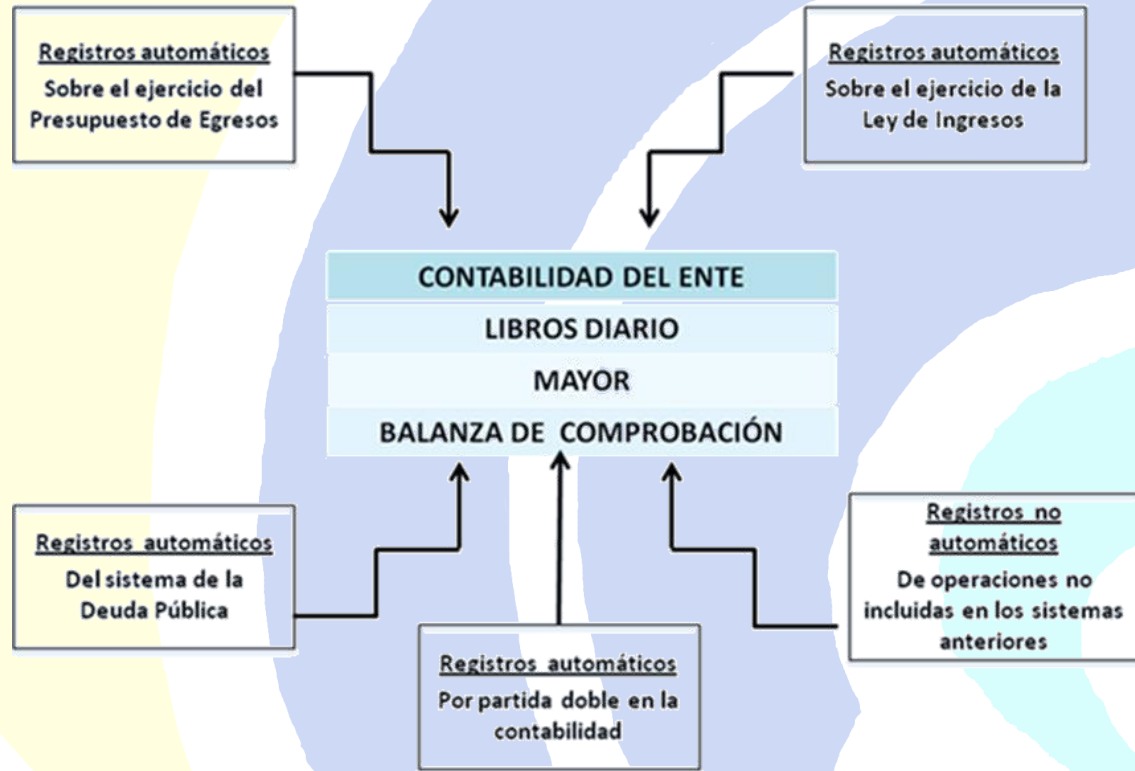 Registros automáticos
Sobre el ejercicio del
Presupuesto de Egresos
Registros automáticos
Sobre el ejercicio de la
Ley de Ingresos
CONTABILIDAD DEL ENTE
LIBROS DIARIO
MAYOR
BALANZA DE COMPROBACIÓN
Registros automáticos
Del sistema de la
Deuda Pública
Registros automáticos
Por partida doble en la
contabilidad
Registros no
automáticos
De operaciones no
incluidas en los sistemas
anteriores